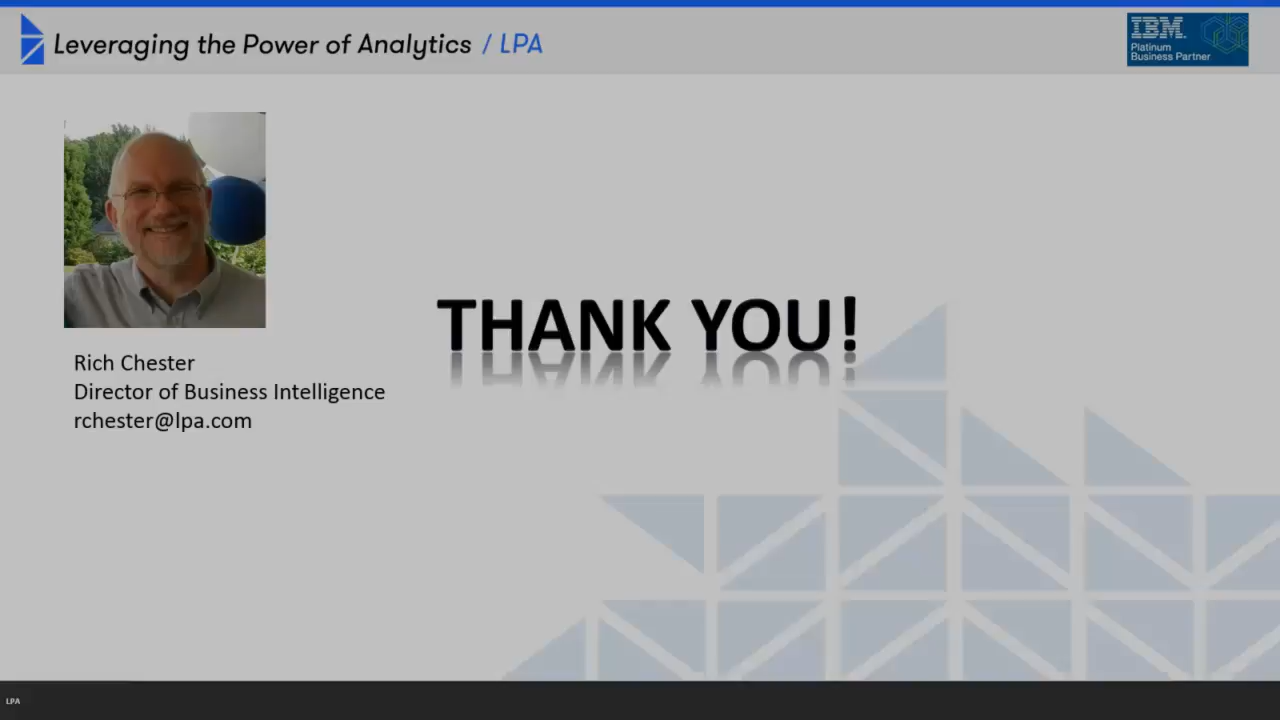 Leveraging the Power of Analytics / LPA
IBM
Platinum
Business Partner
Rich Chester
Director of Business Intelligence
rchester@lpa.com
THANK YOU!
LPA